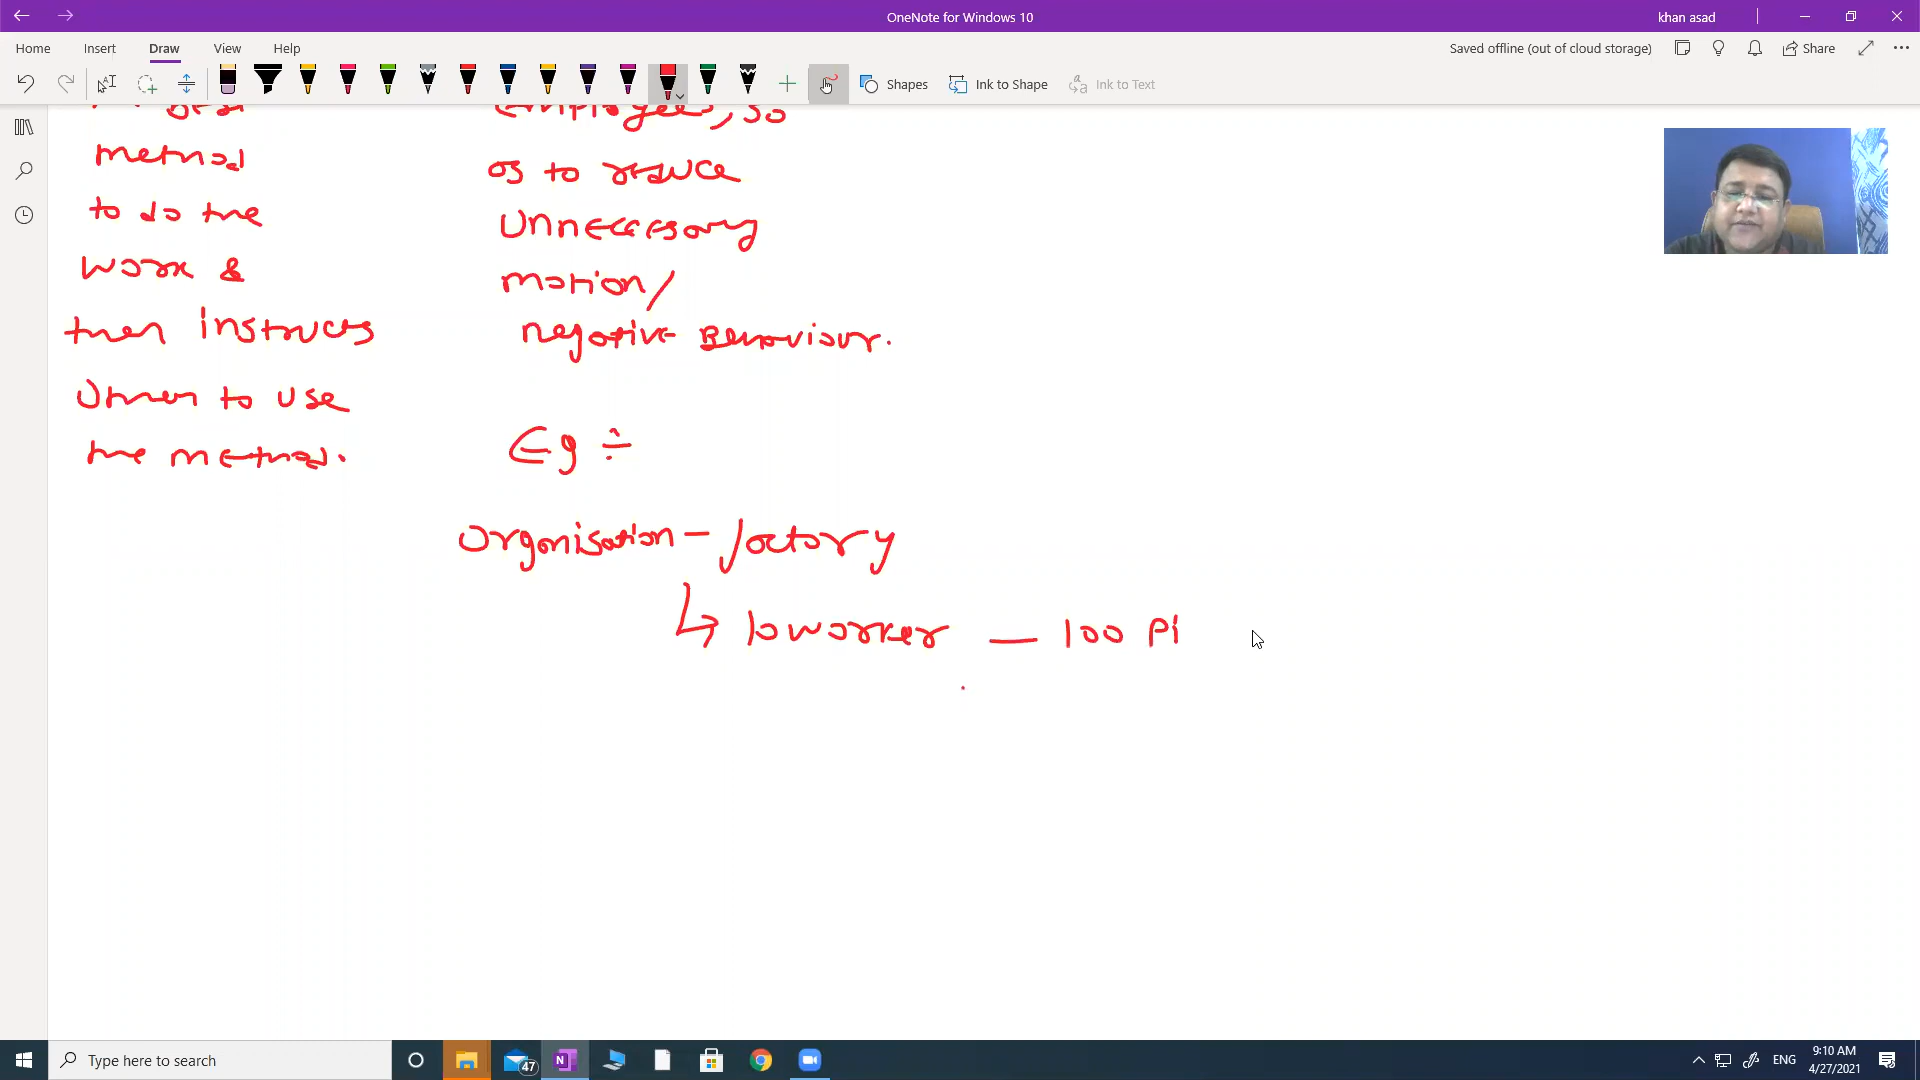 OneNote for Windows 10
khan asad
Home Insert Draw View Help
Saved offline (out of cloud storage)
Share
Shapes
Ink to Shape
Ink to Text
best
method
to do the
work &
then instructs
other to use
the method.
employees, so
as to reduce
Unnecessary
motion/
negative Behaviour.
Eg ÷
Organisation - factory
↳ 10 worker — 100 Pi
Type here to search
47
ENG
9:10 AM
4/27/2021